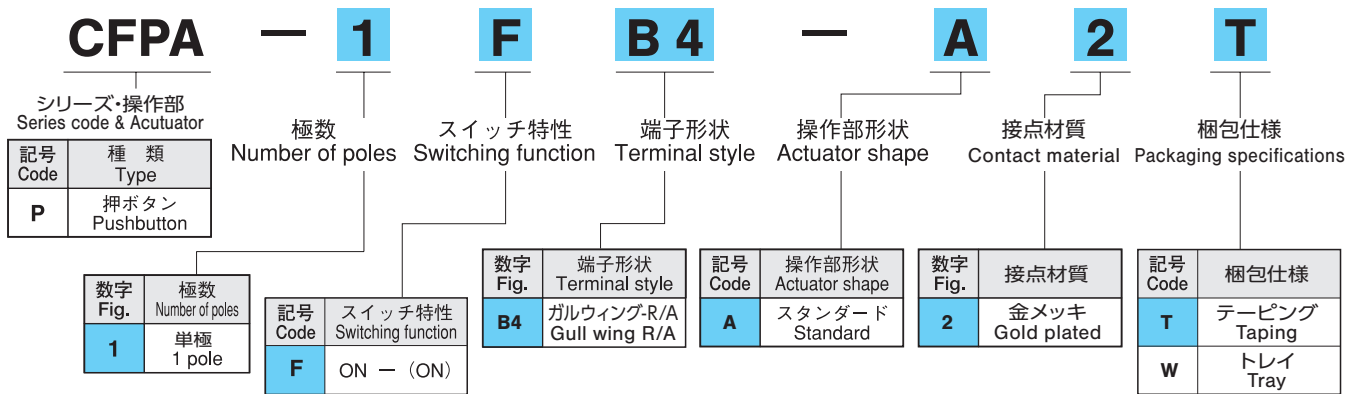 CFPA － 1 F B4 － A 2 T
シリーズ・操作部
Series code & Acutuator
記号 Code 種 類 Type
P 押ボタン Pushbutton
極数
Number of poles
数字 Fig. 極数 Number of poles
1 単極 1 pole
スイッチ特性
Switching function
記号 Code スイッチ特性 Switching function
F ON － (ON)
端子形状
Terminal style
数字 Fig. 端子形状 Terminal style
B4 ガルウィング-R/A Gull wing R/A
操作部形状
Actuator shape
記号 Code 操作部形状 Actuator shape
A スタンダード Standard
接点材質
Contact material
数字 Fig. 接点材質
2 金メッキ Gold plated
梱包仕様
Packaging specifications
記号 Code 梱包仕様
T テーピング Taping
W トレイ Tray